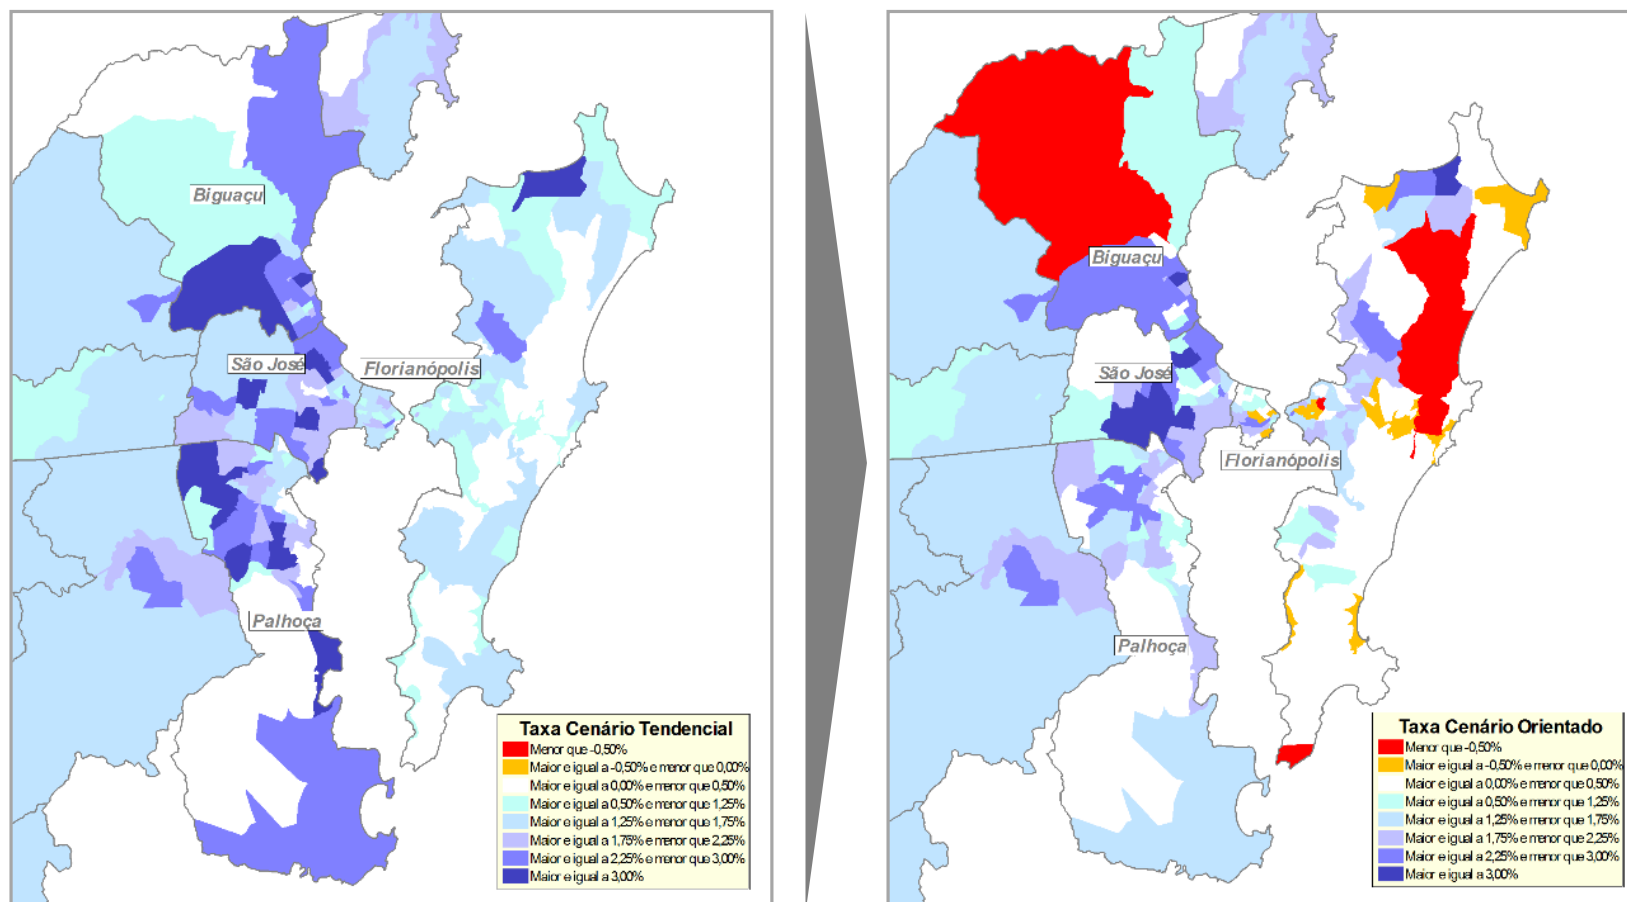 Biguaçu
São José
Florianópolis
Palhoça
Taxa Cenário Tendencial
Menor que -0,50%
Maior e igual a -0,50% e menor que 0,00%
Maior e igual a 0,00% e menor que 0,50%
Maior e igual a 0,50% e menor que 1,25%
Maior e igual a 1,25% e menor que 1,75%
Maior e igual a 1,75% e menor que 2,25%
Maior e igual a 2,25% e menor que 3,00%
Maior e igual a 3,00%
Biguaçu
São José
Florianópolis
Palhoça
Taxa Cenário Orientado
Menor que -0,50%
Maior e igual a -0,50% e menor que 0,00%
Maior e igual a 0,00% e menor que 0,50%
Maior e igual a 0,50% e menor que 1,25%
Maior e igual a 1,25% e menor que 1,75%
Maior e igual a 1,75% e menor que 2,25%
Maior e igual a 2,25% e menor que 3,00%
Maior e igual a 3,00%